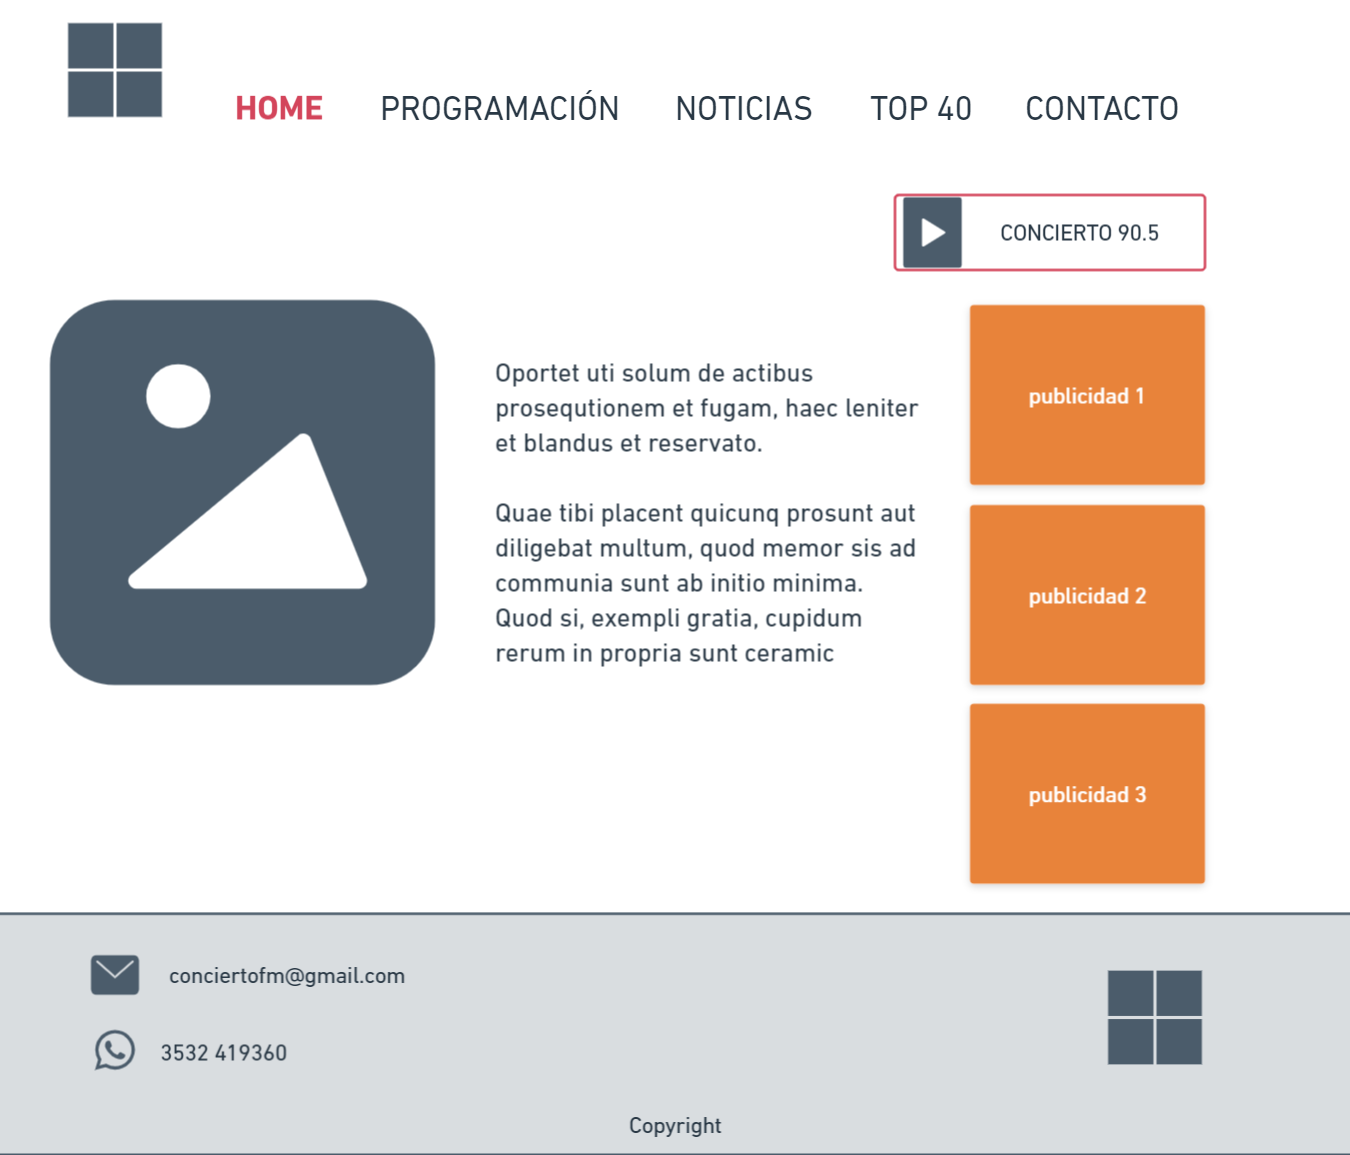 HOME PROGRAMACIÓN NOTICIAS TOP 40 CONTACTO
CONCIERTO 90.5
Oportet uti solum de actibus
prosequtionem et fugam, haec leniter
et blandus et reservato.
Quae tibi placent quicunq prosunt aut
diligebat multum, quod memor sis ad
communia sunt ab initio minima.
Quod si, exempli gratia, cupidum
rerum in propria sunt ceramic
publicidad 1
publicidad 2
publicidad 3
conciertofm@gmail.com
3532 419360
Copyright